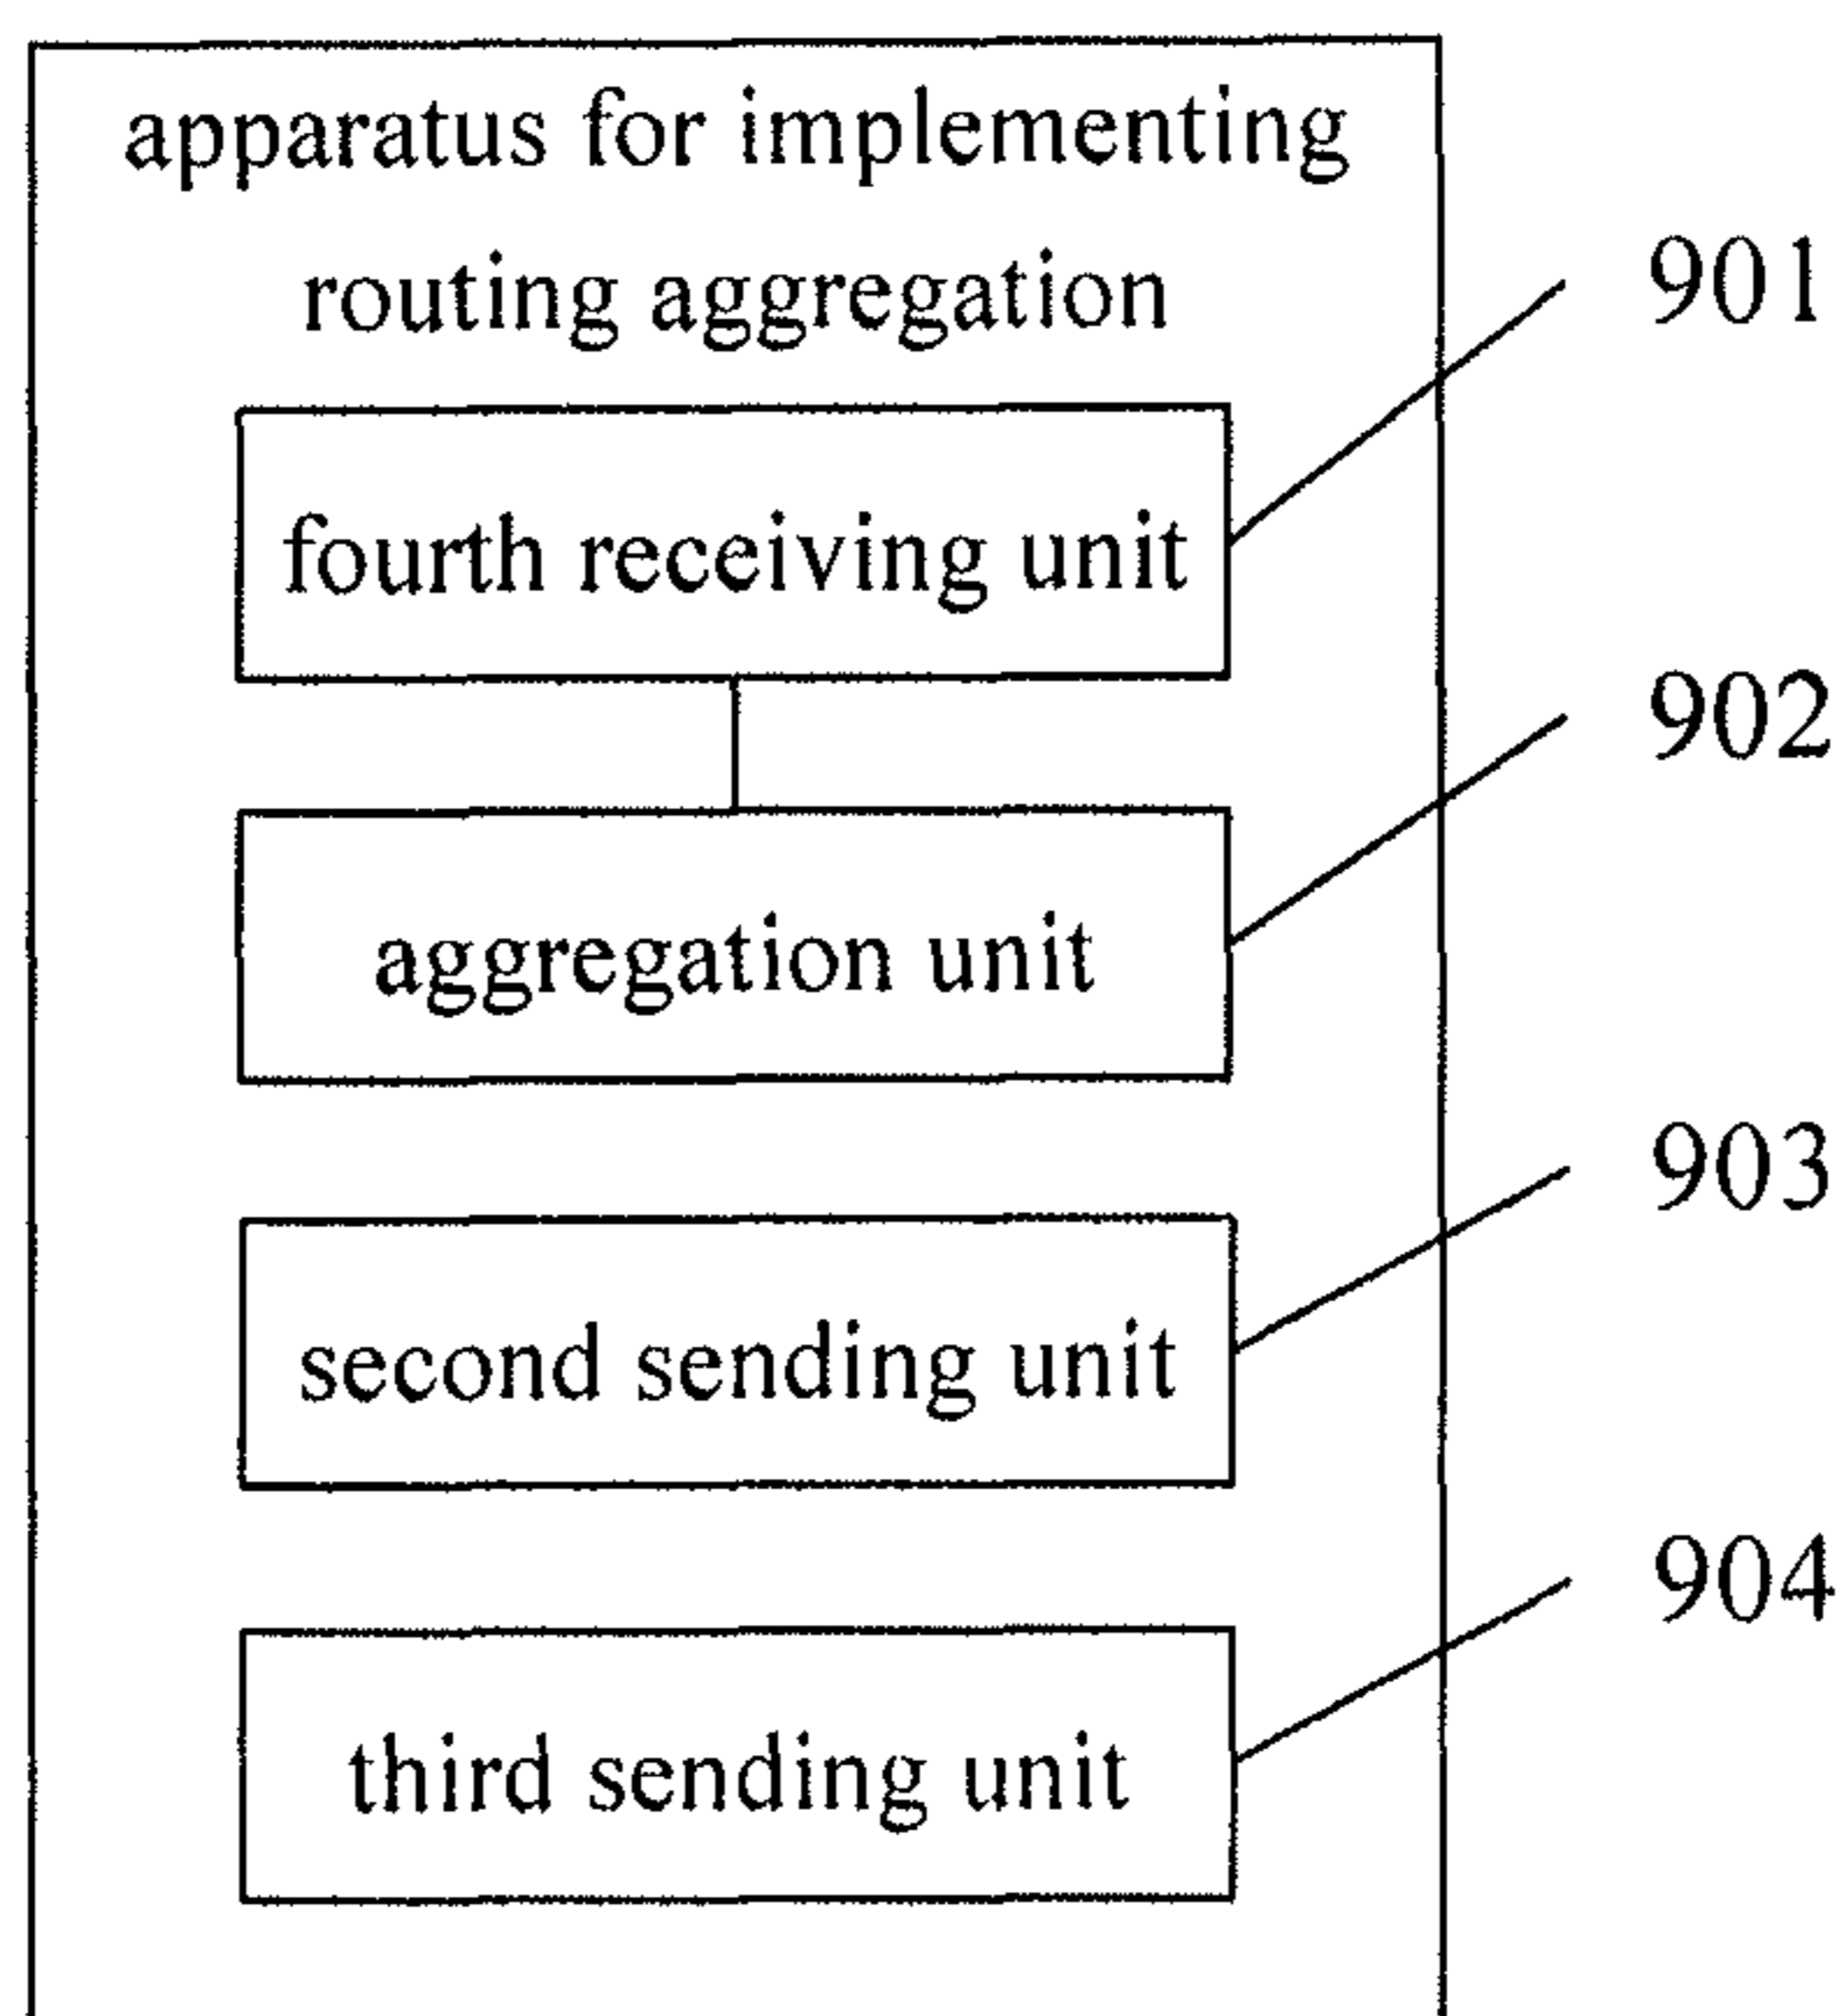 apparatus for implementing
routing aggregation
901
fourth receiving unit
902
aggregation unit
903
second sending unit
904
third sending unit